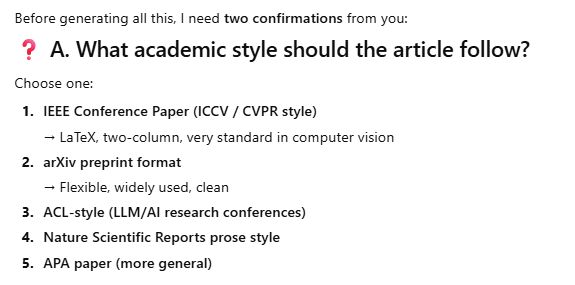 Before generating all this, I need two confirmations from you:
❓ A. What academic style should the article follow?
Choose one:
1. IEEE Conference Paper (ICCV / CVPR style)
→ LaTeX, two-column, very standard in computer vision
2. arXiv preprint format
→ Flexible, widely used, clean
3. ACL-style (LLM/AI research conferences)
4. Nature Scientific Reports prose style
5. APA paper (more general)